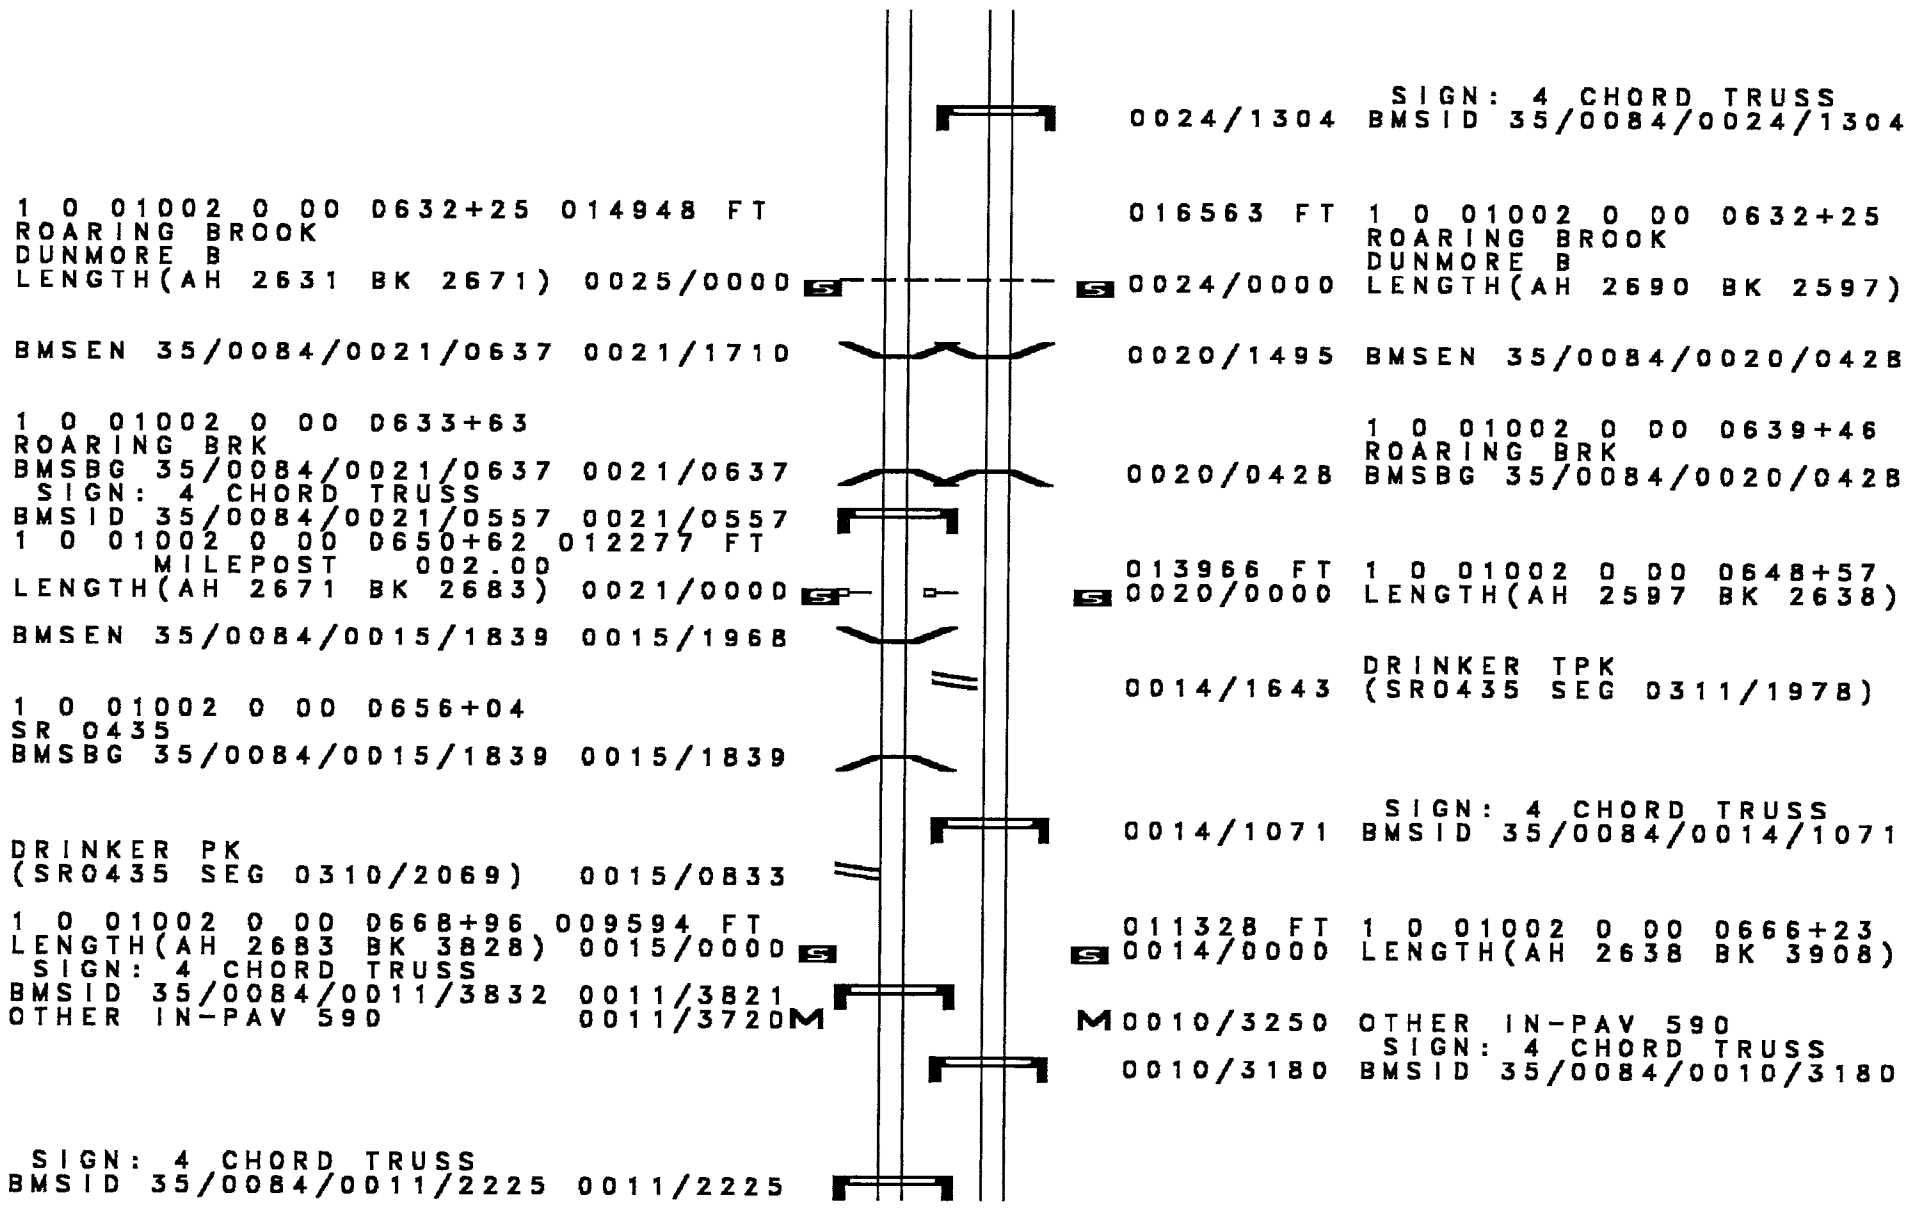 SIGN: 4 CHORD TRUSS
0024/1304 BMSID 35/0084/0024/1304
1 0 01002 0 00 0632+25 014948 FT
ROARING BROOK
DUNMORE B
LENGTH(AH 2631 BK 2671) 0025/0000 S
016563 FT 1 0 01002 0 00 0632+25
ROARING BROOK
DUNMORE B
S 0024/0000 LENGTH(AH 2690 BK 2597)
BMSEN 35/0084/0021/0637 0021/1710
0020/1495 BMSEN 35/0084/0020/0428
1 0 01002 0 00 0633+63
ROARING BRK
BMSBG 35/0084/0021/0637 0021/0637
1 0 01002 0 00 0639+46
ROARING BRK
0020/0428 BMSBG 35/0084/0020/0428
SIGN: 4 CHORD TRUSS
BMSID 35/0084/0021/0557 0021/0557
1 0 01002 0 00 0650+62 012277 FT
MILEPOST 002.00
LENGTH(AH 2671 BK 2683) 0021/0000 S
013966 FT 1 0 01002 0 00 0648+57
S 0020/0000 LENGTH(AH 2597 BK 2638)
BMSEN 35/0084/0015/1839 0015/1968
DRINKER TPK
0014/1643 (SR0435 SEG 0311/1978)
1 0 01002 0 00 0656+04
SR 0435
BMSBG 35/0084/0015/1839 0015/1839
SIGN: 4 CHORD TRUSS
0014/1071 BMSID 35/0084/0014/1071
DRINKER PK
(SR0435 SEG 0310/2069) 0015/0833
1 0 01002 0 00 0668+96 009594 FT
LENGTH(AH 2683 BK 3828) 0015/0000 S
011328 FT 1 0 01002 0 00 0666+23
S 0014/0000 LENGTH(AH 2638 BK 3908)
SIGN: 4 CHORD TRUSS
BMSID 35/0084/0011/3832 0011/3821
OTHER IN-PAV 590 0011/3720 M
M 0010/3250 OTHER IN-PAV 590
SIGN: 4 CHORD TRUSS
0010/3180 BMSID 35/0084/0010/3180
SIGN: 4 CHORD TRUSS
BMSID 35/0084/0011/2225 0011/2225